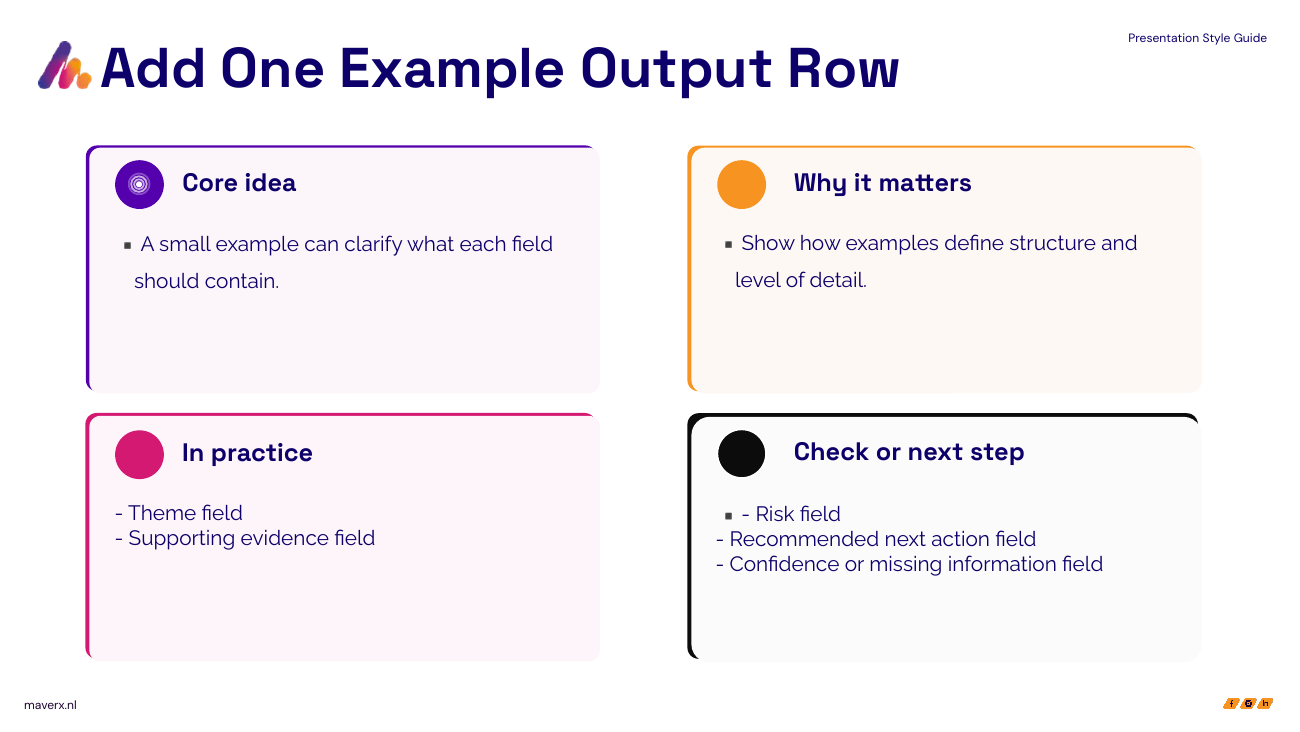 Presentation Style Guide
Add One Example Output Row
Core idea
▪ A small example can clarify what each field
should contain.
Why it matters
▪ Show how examples define structure and
level of detail.
In practice
- Theme field
- Supporting evidence field
Check or next step
▪ - Risk field
- Recommended next action field
- Confidence or missing information field
maverx.nl